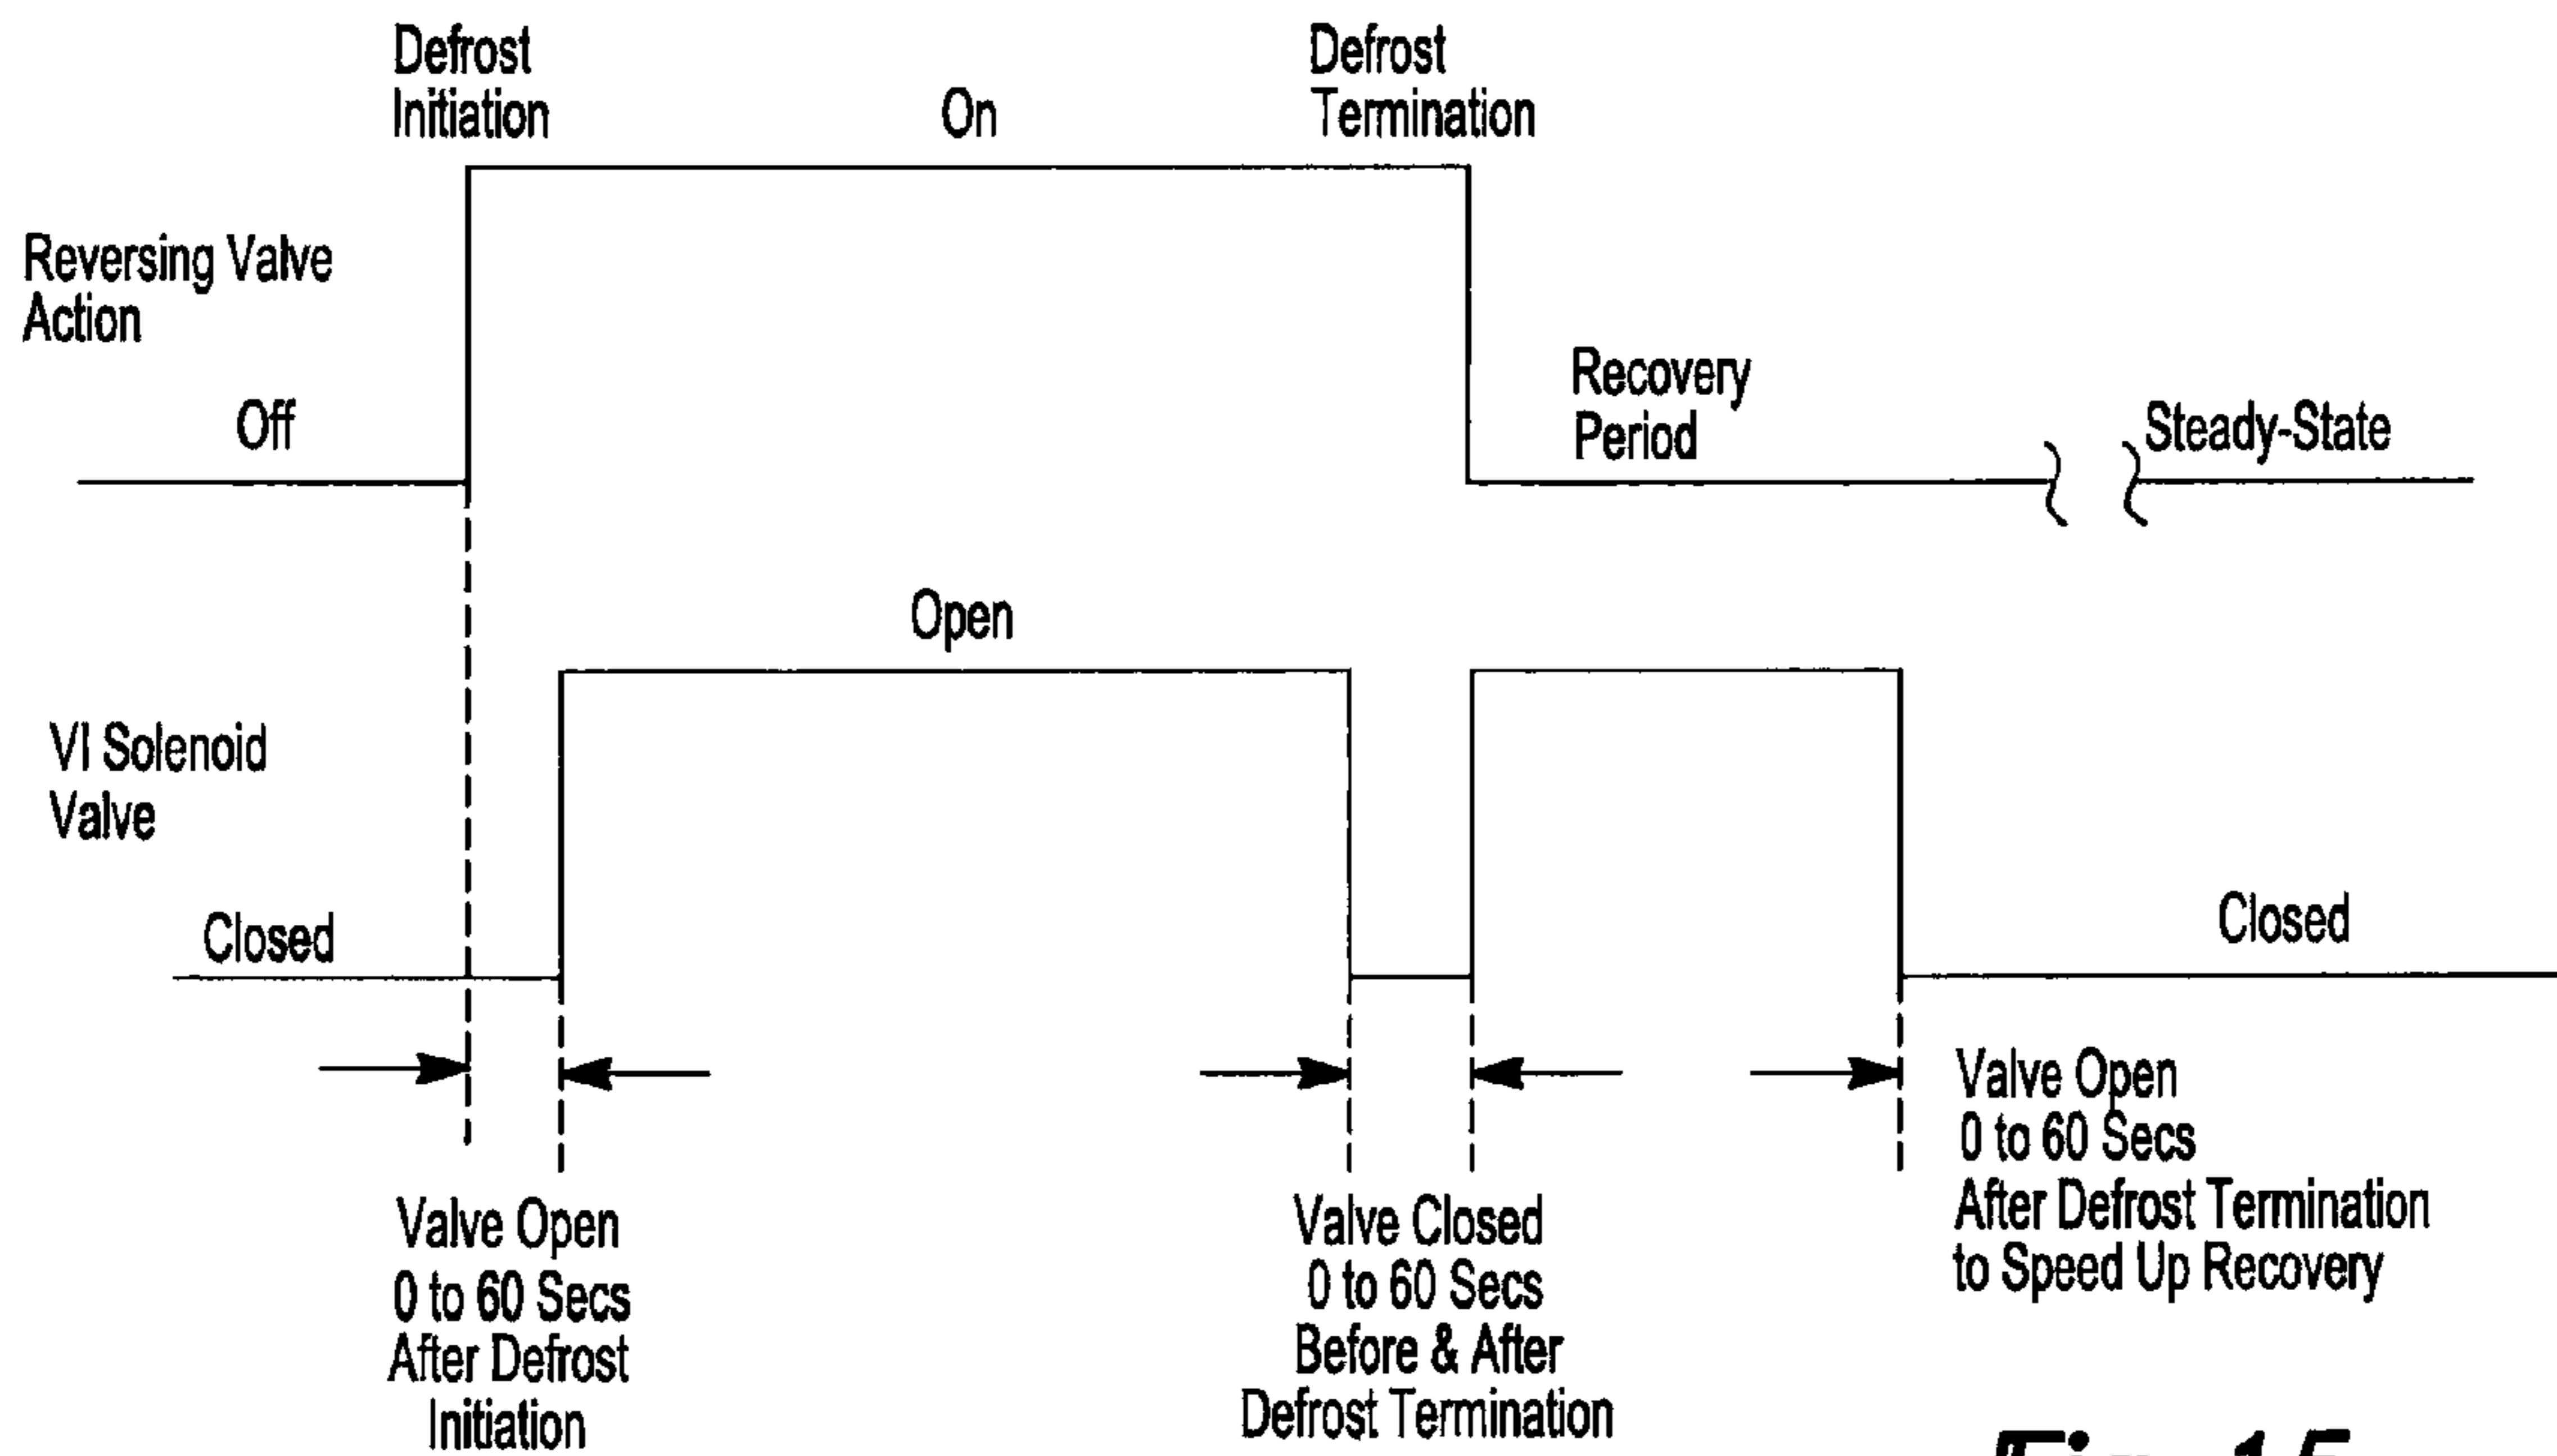 Defrost
Initiation
On
Defrost
Termination
Reversing Valve
Action
Off
Recovery
Period
Steady-State
Open
VI Solenoid
Valve
Closed
Closed
Valve Open
0 to 60 Secs
After Defrost
Initiation
Valve Closed
0 to 60 Secs
Before & After
Defrost Termination
Valve Open
0 to 60 Secs
After Defrost Termination
to Speed Up Recovery